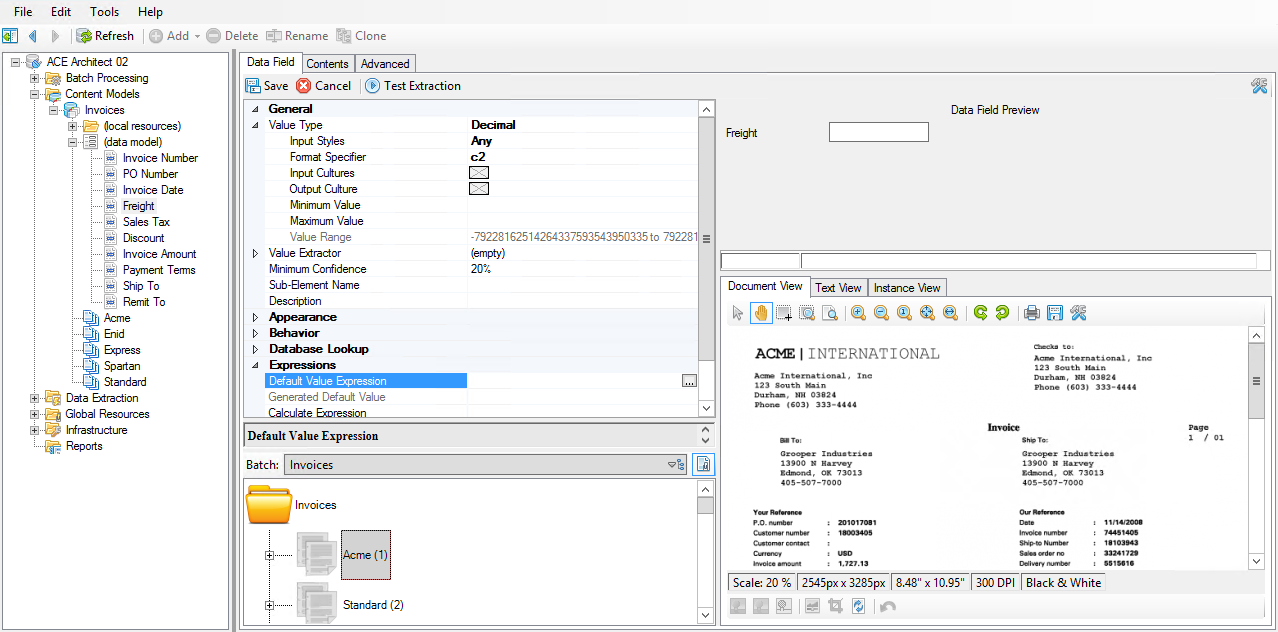 File Edit Tools Help
Refresh Add Delete Rename Clone
ACE Architect 02
Batch Processing
Content Models
Invoices
(local resources)
(data model)
Invoice Number
PO Number
Invoice Date
Freight
Sales Tax
Discount
Invoice Amount
Payment Terms
Ship To
Remit To
Acme
Enid
Express
Spartan
Standard
Data Extraction
Global Resources
Infrastructure
Reports
Data Field Contents Advanced
Save Cancel Test Extraction
General
Value Type Decimal
Input Styles Any
Format Specifier c2
Input Cultures
Output Culture
Minimum Value
Maximum Value
Value Range -79228162514264337593543950335 to 792281
Value Extractor (empty)
Minimum Confidence 20%
Sub-Element Name
Description
Appearance
Behavior
Database Lookup
Expressions
Default Value Expression ...
Generated Default Value
Calculate Expression
Default Value Expression
Batch: Invoices
Invoices
Acme (1)
Standard (2)
Data Field Preview
Freight
Document View Text View Instance View
ACME | INTERNATIONAL
Acme International, Inc
123 South Main
Durham, NH 03824
Phone (603) 333-4444
Checks to:
Acme International, Inc
123 South Main
Durham, NH 03824
Phone (603) 333-4444
Invoice
Page
1 / 01
Bill To:
Grooper Industries
13900 N Harvey
Edmond, OK 73013
405-507-7000
Ship To:
Grooper Industries
13900 N Harvey
Edmond, OK 73013
405-507-7000
Your Reference
P.O. number : 201017081
Customer number : 18003405
Customer contact :
Currency : USD
Invoice amount : 1,727.13
Our Reference
Date : 11/14/2008
Invoice number : 74451405
Ship-to Number : 18103943
Sales order no : 33241729
Delivery number : 5515616
Scale: 20 % 2545px x 3285px 8.48" x 10.95" 300 DPI Black & White